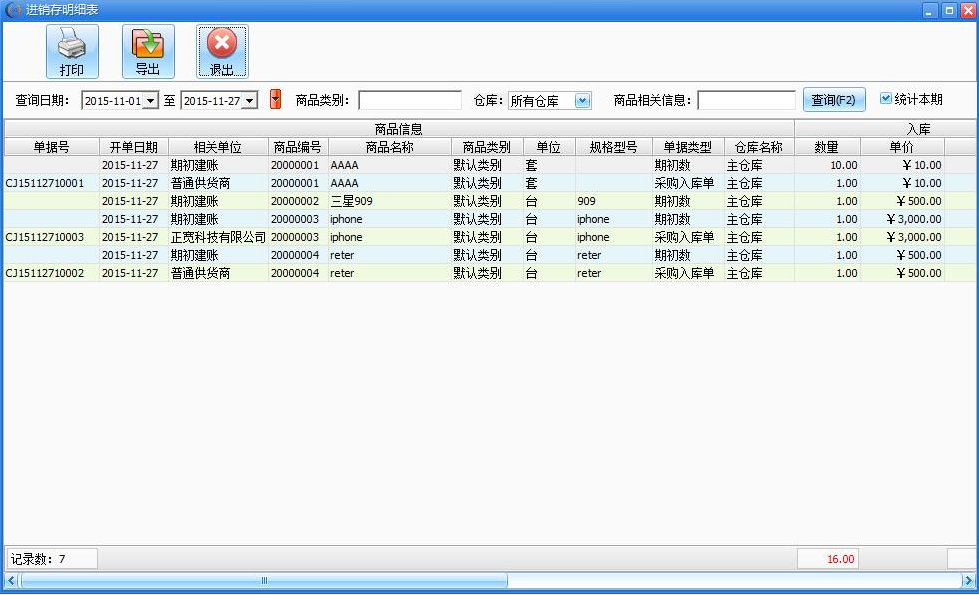 进销存明细表
打印 导出 退出
查询日期: 2015-11-01 至 2015-11-27 商品类别: 仓库: 所有仓库 商品相关信息: 查询(F2) 统计本期
商品信息 入库
单据号 开单日期 相关单位 商品编号 商品名称 商品类别 单位 规格型号 单据类型 仓库名称 数量 单价
2015-11-27 期初建账 20000001 AAAA 默认类别 套 期初数 主仓库 10.00 ￥10.00
CJ15112710001 2015-11-27 普通供货商 20000001 AAAA 默认类别 套 采购入库单 主仓库 1.00 ￥10.00
2015-11-27 期初建账 20000002 三星909 默认类别 台 909 期初数 主仓库 1.00 ￥500.00
2015-11-27 期初建账 20000003 iphone 默认类别 台 iphone 期初数 主仓库 1.00 ￥3,000.00
CJ15112710003 2015-11-27 正宽科技有限公司 20000003 iphone 默认类别 台 iphone 采购入库单 主仓库 1.00 ￥3,000.00
2015-11-27 期初建账 20000004 reter 默认类别 台 reter 期初数 主仓库 1.00 ￥500.00
CJ15112710002 2015-11-27 普通供货商 20000004 reter 默认类别 台 reter 采购入库单 主仓库 1.00 ￥500.00
记录数: 7 16.00